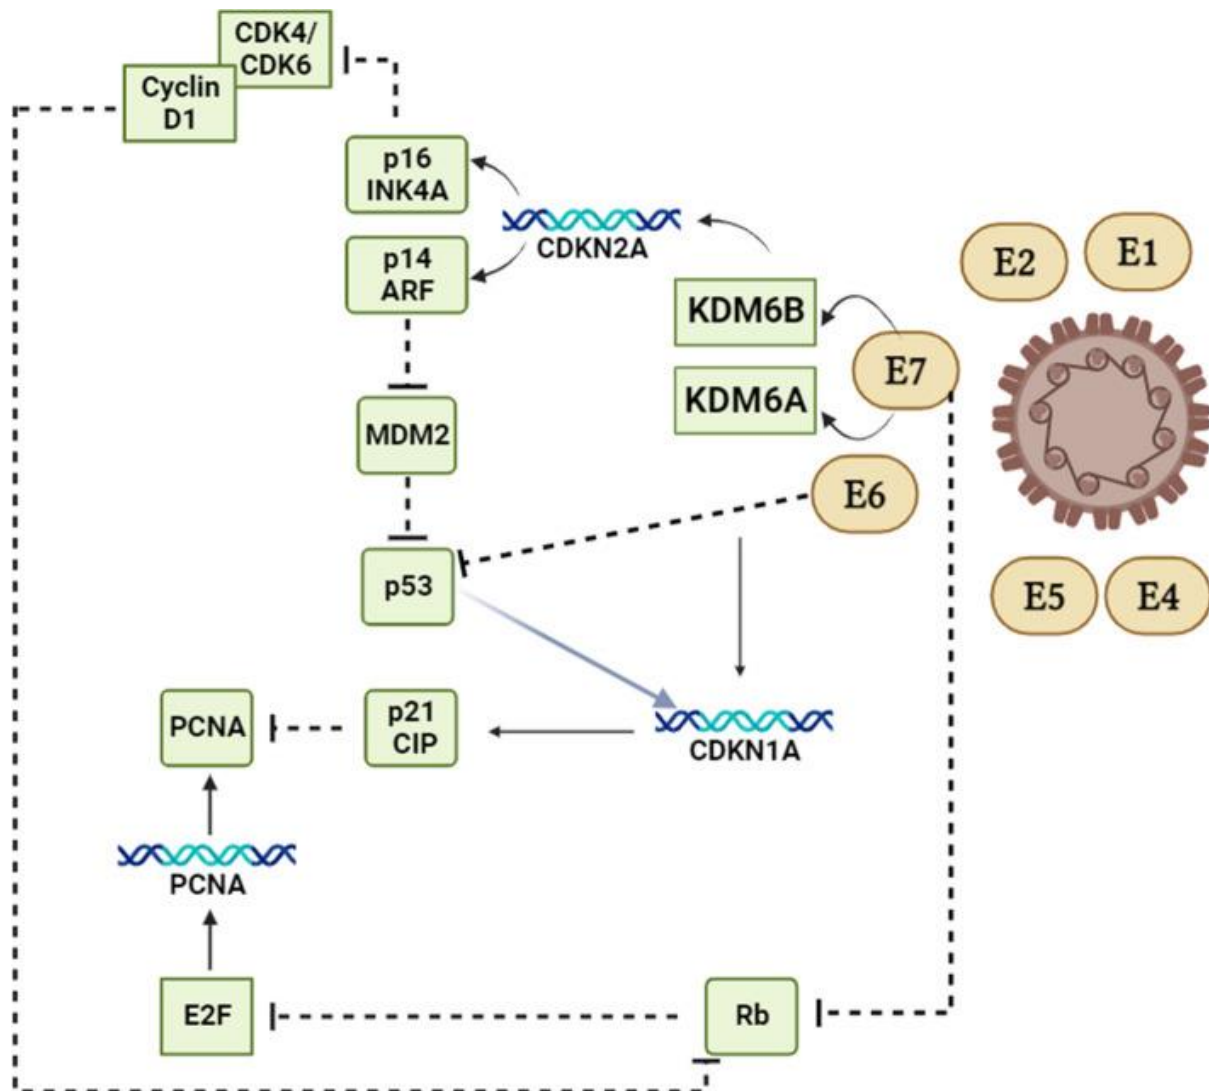 CDK4/
CDK6
Cyclin
D1
p16
INK4A
CDKN2A
p14
ARF
E2
E1
KDM6B
E7
KDM6A
MDM2
E6
p53
E5
E4
PCNA
p21
CIP
CDKN1A
PCNA
E2F
Rb